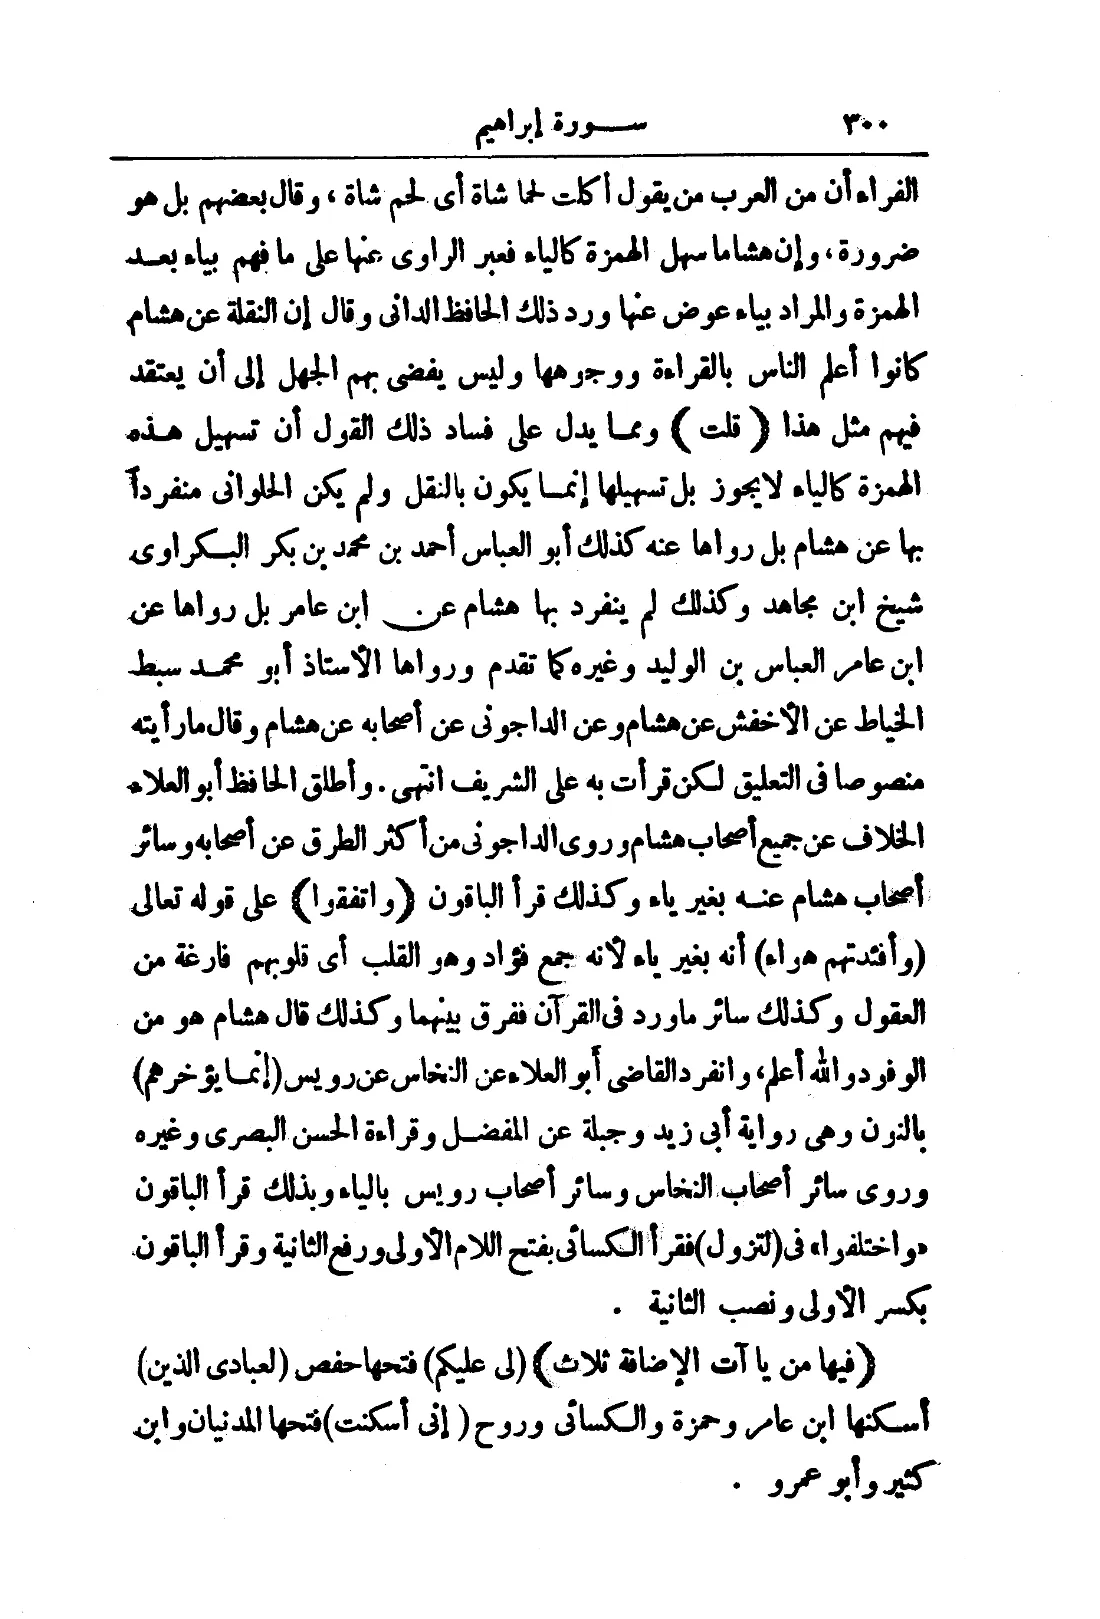 ٣٠٠ سورة إبراهيم
الفراء أن من العرب من يقول أكلت لحما شاة أى لحم شاة ، وقال بعضهم بل هو
ضرورة ، وإن هشاما سهل الهمزة كالياء فعبر الراوى عنها على ما فهم بياء بعد
الهمزة والمراد بياء عوض عنها ورد ذلك الحافظ الدانى وقال إن النقلة عن هشام
كانوا أعلم الناس بالقراءة ووجوهها وليس يفضى بهم الجهل إلى أن يعتقد
فيهم مثل هذا ( قلت ) ومما يدل على فساد ذلك القول أن تسهيل هذه
الهمزة كالياء لا يجوز بل تسهيلها إنما يكون بالنقل ولم يكن الحلوانى منفرداً
بها عن هشام بل رواها عنه كذلك أبو العباس أحمد بن محمد بن بكر البكراوى
شيخ ابن مجاهد وكذلك لم ينفرد بها هشام عن ابن عامر بل رواها عن
ابن عامر العباس بن الوليد وغيره كما تقدم ورواها الأستاذ أبو محمد سبط
الخياط عن الأخفش عن هشام وعن الداجونى عن أصحابه عن هشام وقال ما رأيته
منصوصا فى التعليق لكن قرأت به على الشريف انتهى . وأطلق الحافظ أبو العلاء
الخلاف عن جميع أصحاب هشام وروى الداجونى من أكثر الطرق عن أصحابه وسائر
أصحاب هشام عنه بغير ياء وكذلك قرأ الباقون (واتفقوا) على قوله تعالى
(وأفئدتهم هواء) أنه بغير ياء لأنه جمع فؤاد وهو القلب أى قلوبهم فارغة من
العقول وكذلك سائر ما ورد فى القرآن ففرق بينهما وكذلك قال هشام هو من
الوفود والله أعلم ، وانفرد القاضى أبو العلاء عن النخاس عن رويس (إنما يؤخرهم)
بالنون وهى رواية أبى زيد وجبلة عن المفضل وقراءة الحسن البصرى وغيره
وروى سائر أصحاب النخاس وسائر أصحاب رويس بالياء وبذلك قرأ الباقون
«واختلفوا» فى (لتزول) فقرأ الكسائى بفتح اللام الأولى ورفع الثانية وقرأ الباقون
بكسر الأولى ونصب الثانية .
(فيها من يا آت الإضافة ثلاث) (لى عليكم) فتحها حفص (لعبادى الذين)
أسكنها ابن عامر وحمزة والكسائى وروح ( إنى أسكنت) فتحها المدنيان وابن
كثير وأبو عمرو .